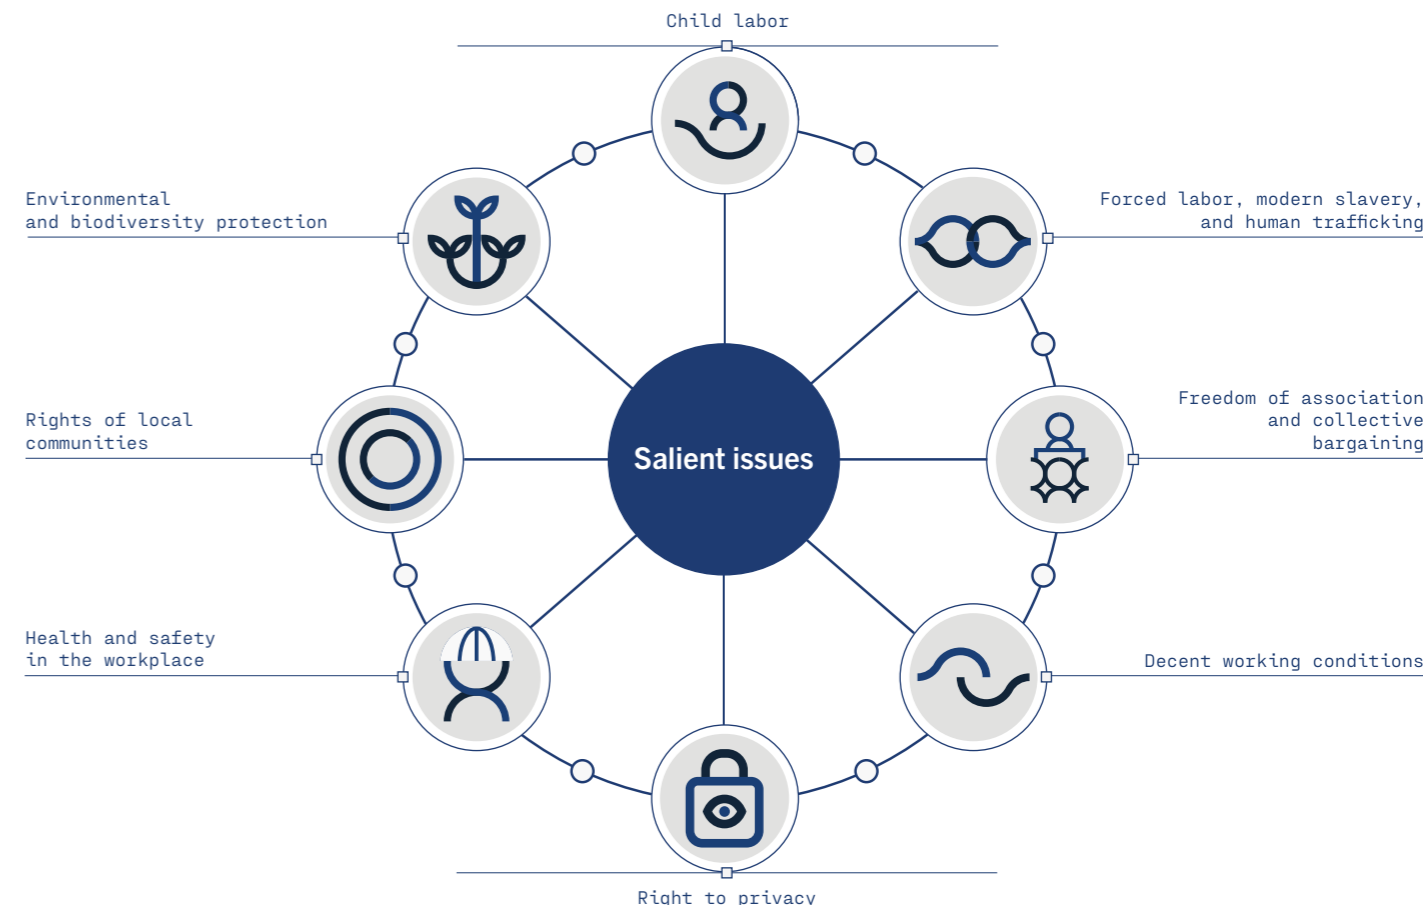 Child labor
Environmental
and biodiversity protection
Forced labor, modern slavery,
and human trafficking
Rights of local
communities
Salient issues
Freedom of association
and collective
bargaining
Health and safety
in the workplace
Decent working conditions
Right to privacy